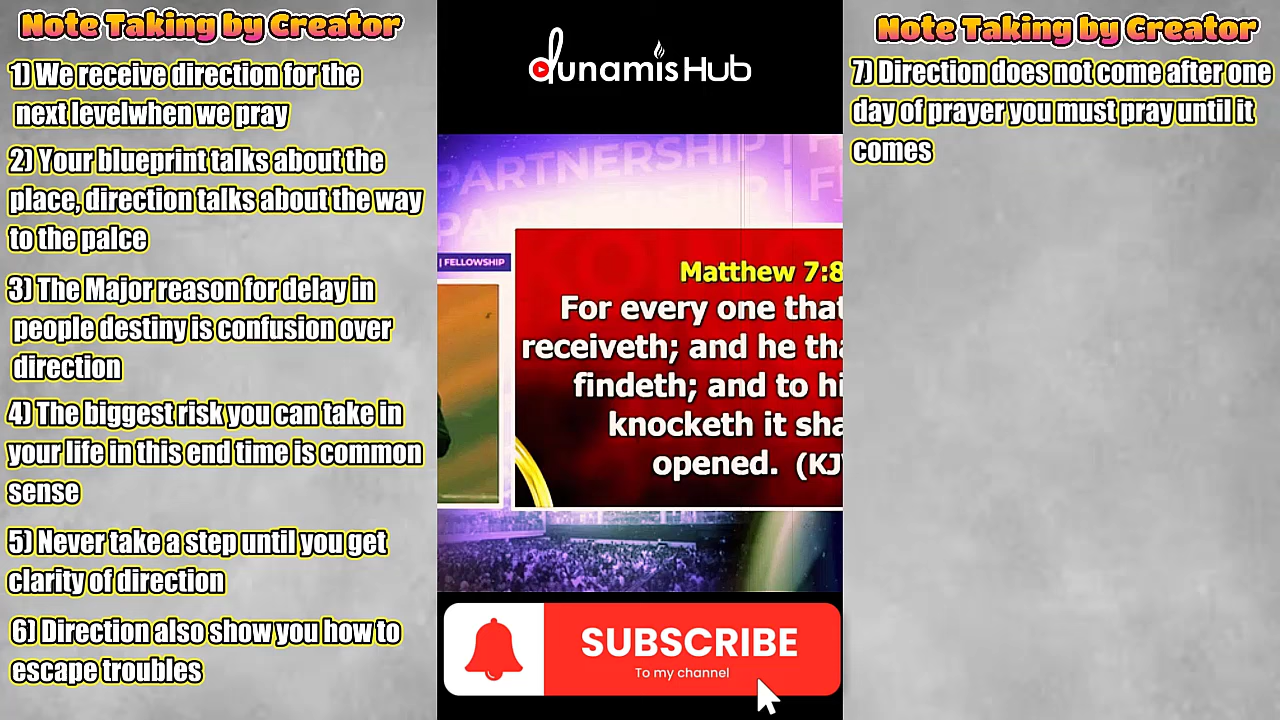 Note Taking by Creator
1) We receive direction for the
next levelwhen we pray
2) Your blueprint talks about the
place, direction talks about the way
to the palce
3) The Major reason for delay in
people destiny is confusion over
direction
4) The biggest risk you can take in
your life in this end time is common
sense
5) Never take a step until you get
clarity of direction
6) Direction also show you how to
escape troubles
dunamis Hub
PARTNERSHIP | F
| FELLOWSHIP
Matthew 7:8
For every one that
receiveth; and he tha
findeth; and to hi
knocketh it sha
opened. (KJV
SUBSCRIBE
To my channel
Note Taking by Creator
7) Direction does not come after one
day of prayer you must pray until it
comes